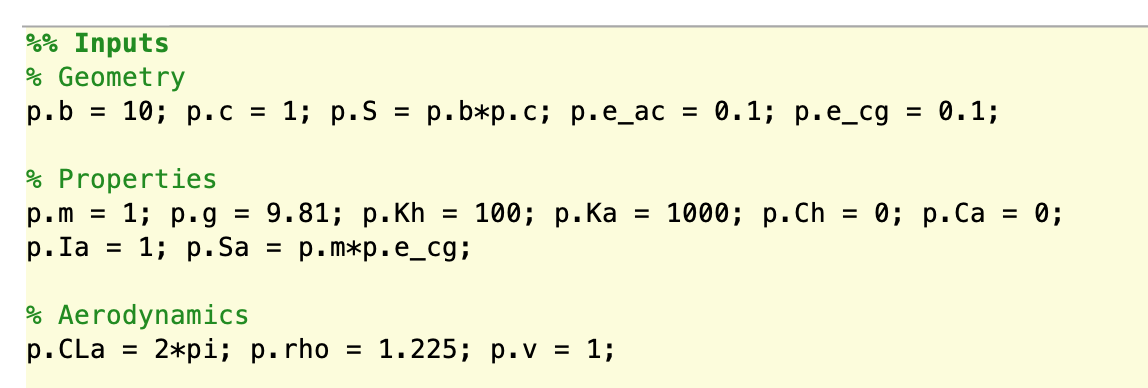 %% Inputs
% Geometry
p.b = 10; p.c = 1; p.S = p.b*p.c; p.e_ac = 0.1; p.e_cg = 0.1;
% Properties
p.m = 1; p.g = 9.81; p.Kh = 100; p.Ka = 1000; p.Ch = 0; p.Ca = 0;
p.Ia = 1; p.Sa = p.m*p.e_cg;
% Aerodynamics
p.CLa = 2*pi; p.rho = 1.225; p.v = 1;